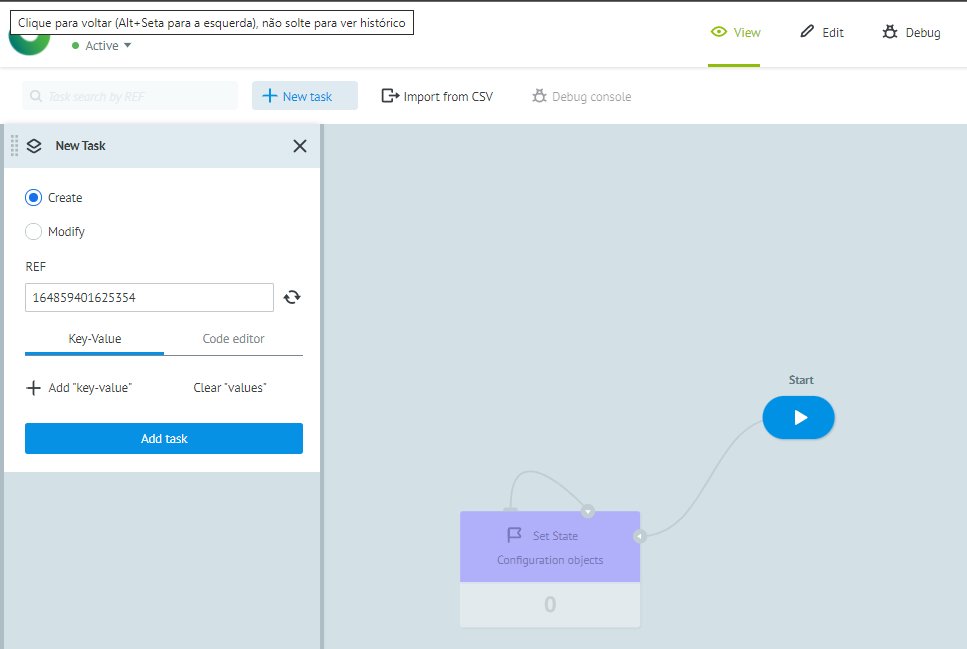 Clique para voltar (Alt+Seta para a esquerda), não solte para ver histórico
Active
View
Edit
Debug
Task search by REF
New task
Import from CSV
Debug console
New Task
Create
Modify
REF
164859401625354
Key-Value
Code editor
Add "key-value"
Clear "values"
Add task
Start
Set State
Configuration objects
0